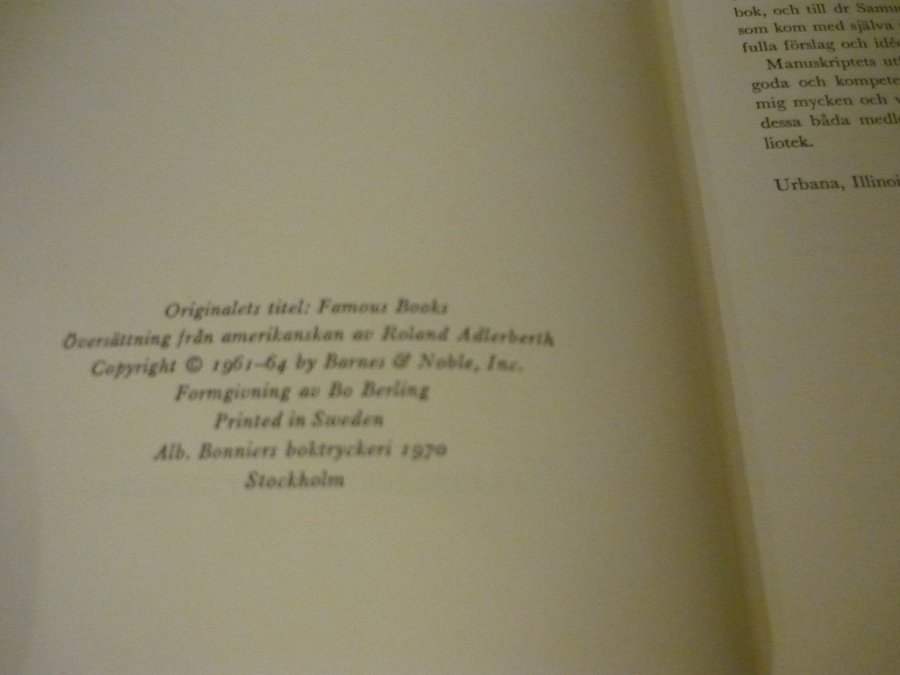 Originalets titel: Famous Books
Översättning från amerikanskan av Roland Adlerberth
Copyright © 1961–64 by Barnes & Noble, Inc.
Formgivning av Bo Berling
Printed in Sweden
Alb. Bonniers boktryckeri 1970
Stockholm
bok, och till dr Samu
som kom med själva
fulla förslag och idé
Manuskriptets ut
goda och kompete
mig mycken och v
dessa båda medl
liotek.
Urbana, Illinoi